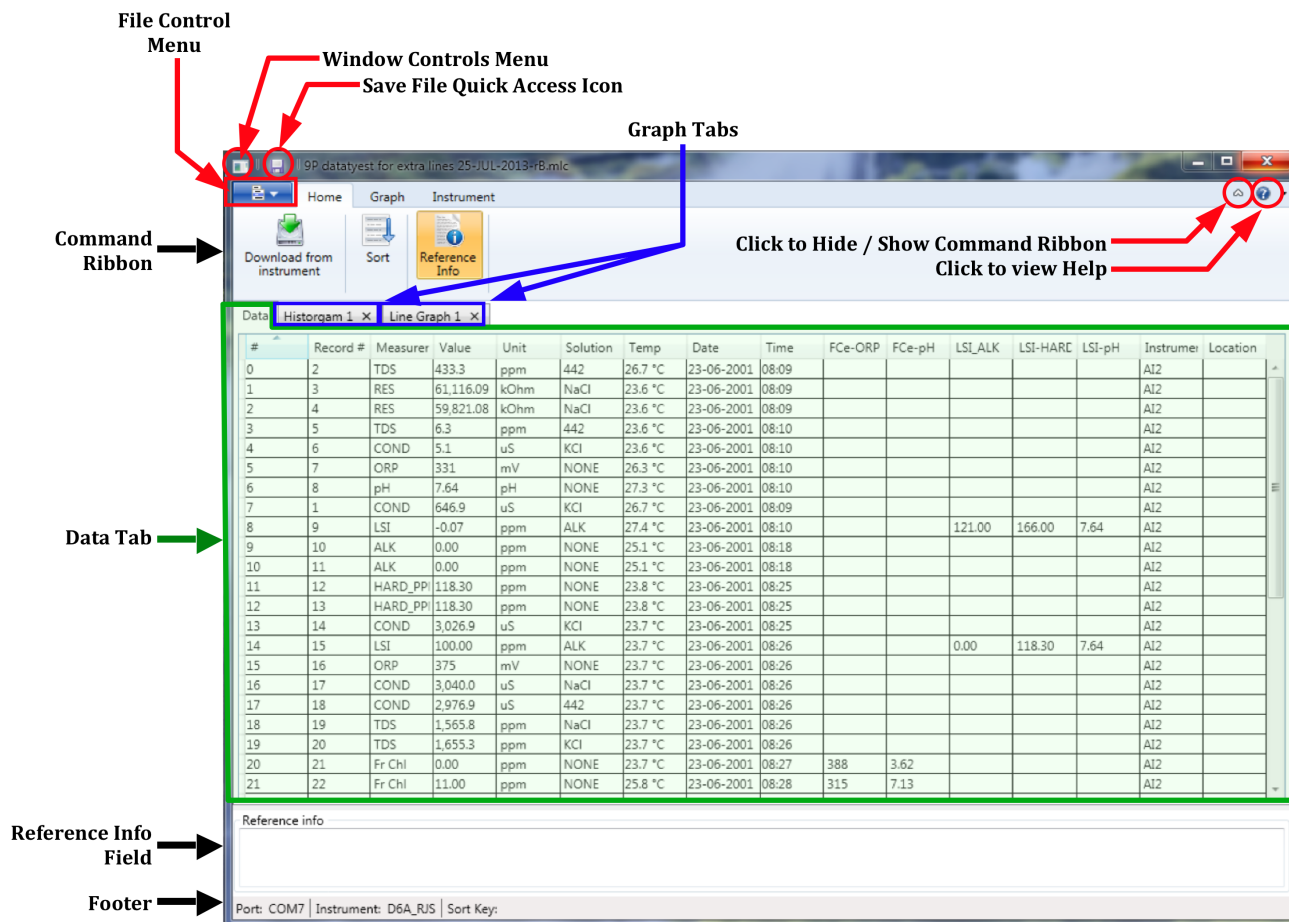 File Control
Menu
Window Controls Menu
Save File Quick Access Icon
Graph Tabs
9P datatyest for extra lines 25-JUL-2013-rB.mlc
Home Graph Instrument
Command
Ribbon
Download from
instrument
Sort
Reference
Info
Click to Hide / Show Command Ribbon
Click to view Help
Data Historgam 1 Line Graph 1
# Record # Measurer Value Unit Solution Temp Date Time FCe-ORP FCe-pH LSI_ALK LSI-HARD LSI-pH Instrumer Location
0 2 TDS 433.3 ppm 442 26.7 °C 23-06-2001 08:09 AI2
1 3 RES 61,116.09 kOhm NaCl 23.6 °C 23-06-2001 08:09 AI2
2 4 RES 59,821.08 kOhm NaCl 23.6 °C 23-06-2001 08:09 AI2
3 5 TDS 6.3 ppm 442 23.6 °C 23-06-2001 08:10 AI2
4 6 COND 5.1 uS KCl 23.6 °C 23-06-2001 08:10 AI2
5 7 ORP 331 mV NONE 26.3 °C 23-06-2001 08:10 AI2
6 8 pH 7.64 pH NONE 27.3 °C 23-06-2001 08:10 AI2
7 1 COND 646.9 uS KCl 26.7 °C 23-06-2001 08:09 AI2
8 9 LSI -0.07 ppm ALK 27.4 °C 23-06-2001 08:10 121.00 166.00 7.64 AI2
9 10 ALK 0.00 ppm NONE 25.1 °C 23-06-2001 08:18 AI2
10 11 ALK 0.00 ppm NONE 25.1 °C 23-06-2001 08:18 AI2
11 12 HARD_PPI 118.30 ppm NONE 23.8 °C 23-06-2001 08:25 AI2
12 13 HARD_PPI 118.30 ppm NONE 23.8 °C 23-06-2001 08:25 AI2
13 14 COND 3,026.9 uS KCl 23.7 °C 23-06-2001 08:25 AI2
14 15 LSI 100.00 ppm ALK 23.7 °C 23-06-2001 08:26 0.00 118.30 7.64 AI2
15 16 ORP 375 mV NONE 23.7 °C 23-06-2001 08:26 AI2
16 17 COND 3,040.0 uS NaCl 23.7 °C 23-06-2001 08:26 AI2
17 18 COND 2,976.9 uS 442 23.7 °C 23-06-2001 08:26 AI2
18 19 TDS 1,565.8 ppm NaCl 23.7 °C 23-06-2001 08:26 AI2
19 20 TDS 1,655.3 ppm KCl 23.7 °C 23-06-2001 08:26 AI2
20 21 Fr Chl 0.00 ppm NONE 23.7 °C 23-06-2001 08:27 388 3.62 AI2
21 22 Fr Chl 11.00 ppm NONE 25.8 °C 23-06-2001 08:28 315 7.13 AI2
Data Tab
Reference info
Reference Info
Field
Footer
Port: COM7 Instrument: D6A_RJS Sort Key: